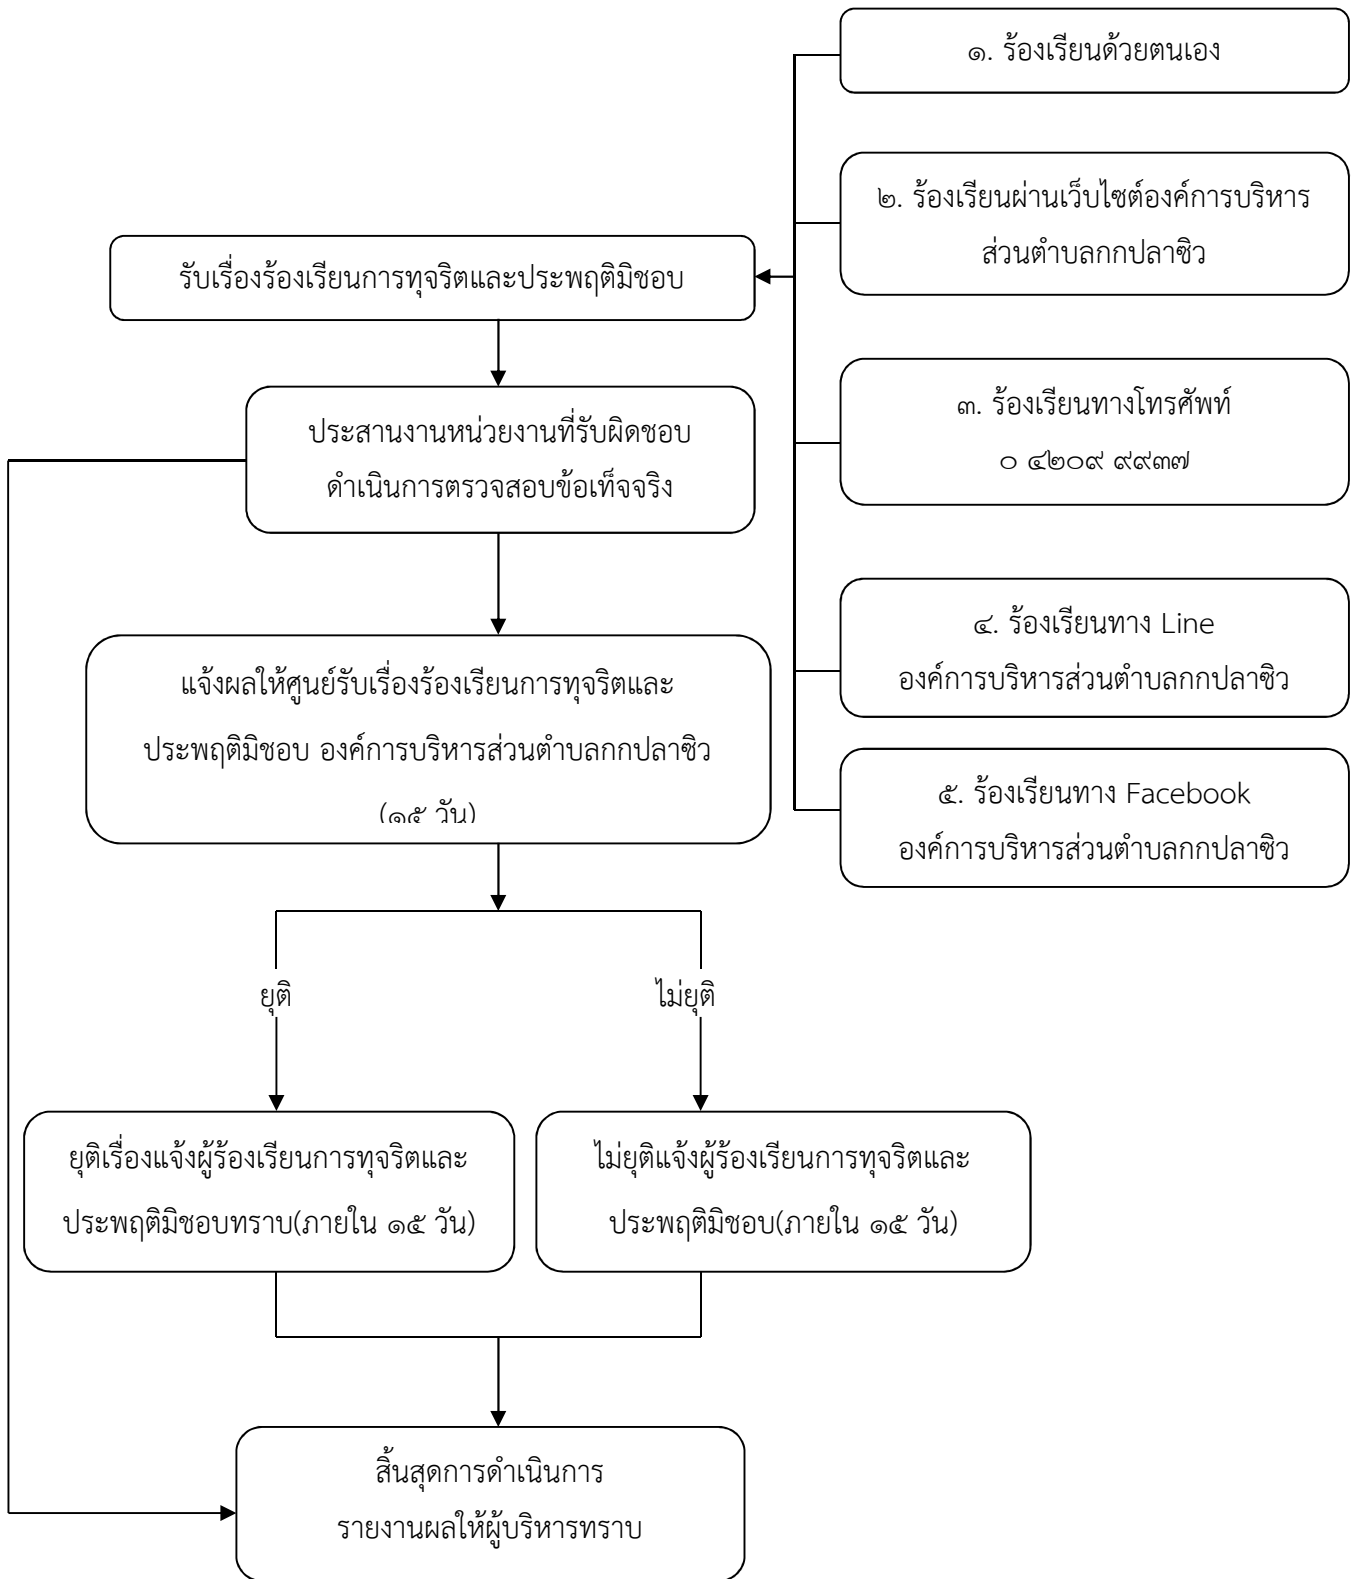 ๑. ร้องเรียนด้วยตนเอง
๒. ร้องเรียนผ่านเว็บไซต์องค์การบริหาร
ส่วนตำบลกกปลาซิว
รับเรื่องร้องเรียนการทุจริตและประพฤติมิชอบ
๓. ร้องเรียนทางโทรศัพท์
๐ ๔๒๐๙ ๙๙๓๗
ประสานงานหน่วยงานที่รับผิดชอบ
ดำเนินการตรวจสอบข้อเท็จจริง
๔. ร้องเรียนทาง Line
องค์การบริหารส่วนตำบลกกปลาซิว
แจ้งผลให้ศูนย์รับเรื่องร้องเรียนการทุจริตและ
ประพฤติมิชอบ องค์การบริหารส่วนตำบลกกปลาซิว
(๑๕ วัน)
๕. ร้องเรียนทาง Facebook
องค์การบริหารส่วนตำบลกกปลาซิว
ยุติ
ไม่ยุติ
ยุติเรื่องแจ้งผู้ร้องเรียนการทุจริตและ
ประพฤติมิชอบทราบ(ภายใน ๑๕ วัน)
ไม่ยุติแจ้งผู้ร้องเรียนการทุจริตและ
ประพฤติมิชอบ(ภายใน ๑๕ วัน)
สิ้นสุดการดำเนินการ
รายงานผลให้ผู้บริหารทราบ